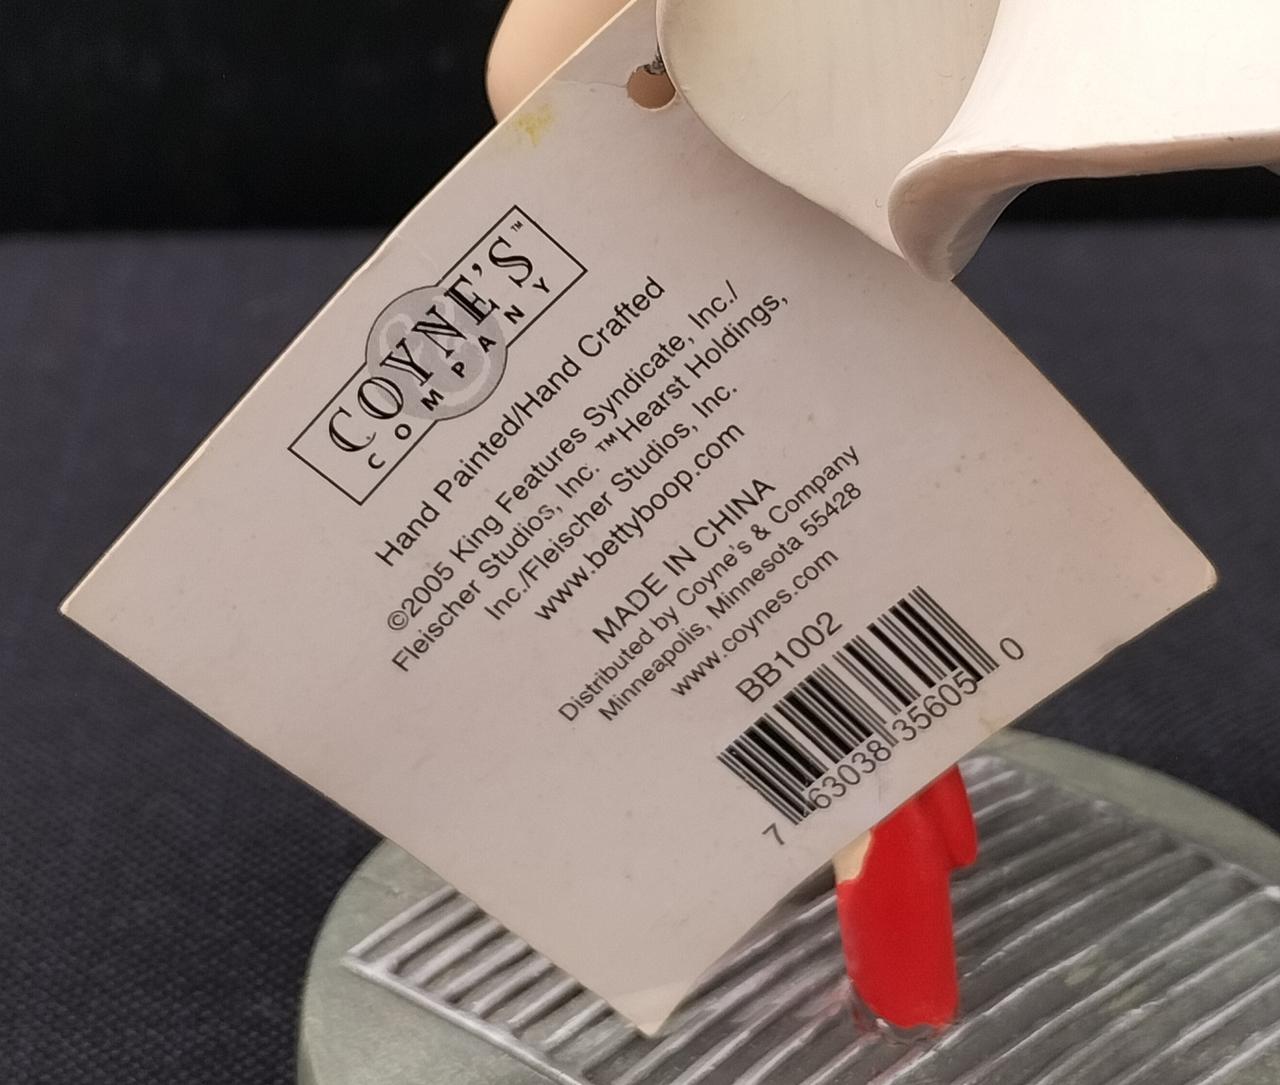 COYNE'S™
COMPANY
Hand Painted/Hand Crafted
©2005 King Features Syndicate, Inc./
Fleischer Studios, Inc. ™Hearst Holdings,
Inc./Fleischer Studios, Inc.
www.bettyboop.com
MADE IN CHINA
Distributed by Coyne's & Company
Minneapolis, Minnesota 55428
www.coynes.com
BB1002
7 63038 35605 0